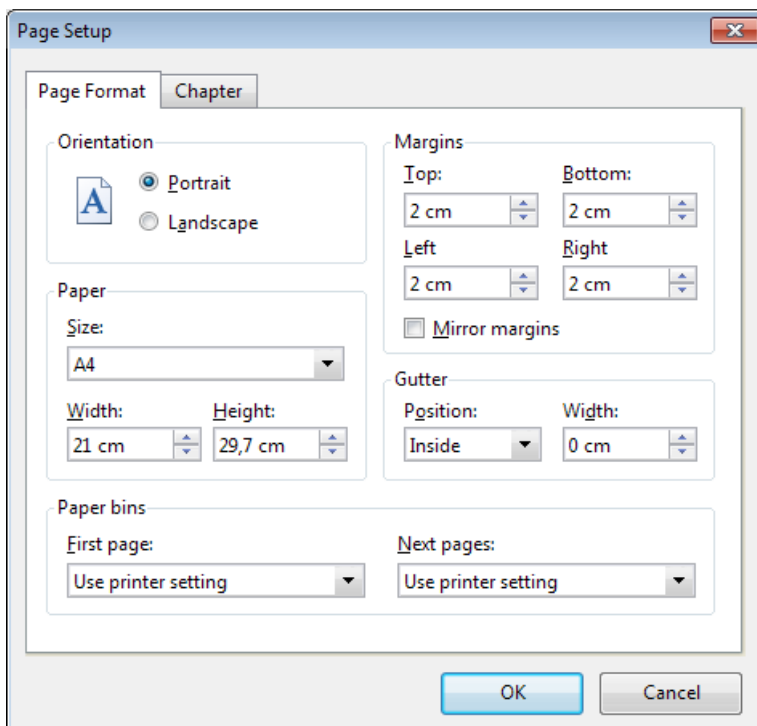 Page Setup
Page Format
Chapter
Orientation
A
Portrait
Landscape
Margins
Top:
Bottom:
2 cm
2 cm
Left
Right
2 cm
2 cm
Mirror margins
Paper
Size:
A4
Width:
Height:
21 cm
29,7 cm
Gutter
Position:
Width:
Inside
0 cm
Paper bins
First page:
Next pages:
Use printer setting
Use printer setting
OK
Cancel